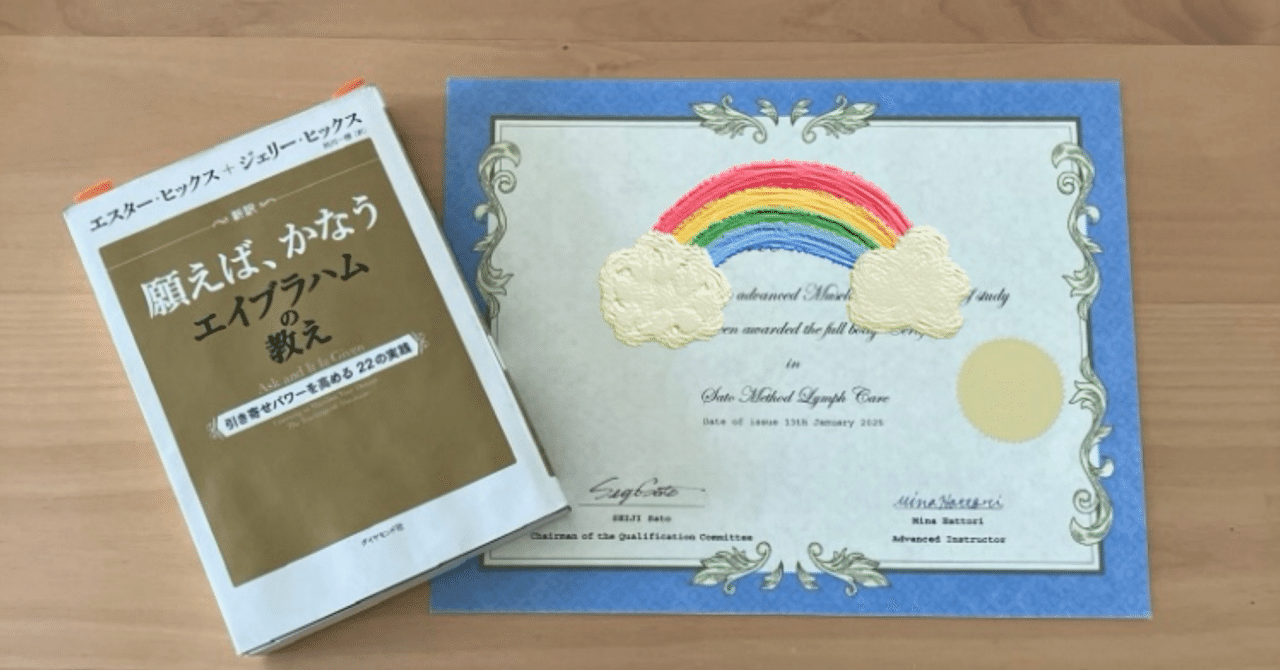 エスター・ヒックス+ジェリー・ヒックス
～新訳～
願えば、かなう
エイブラハム
の
教え
Ask and It Is Given
引き寄せパワーを高める 22の実践
ダイヤモンド社
advanced of study
awarded the full body
in
Sato Method Lymph Care
Date of issue 13th January 2025
SEIJI Sato
Chairman of the Qualification Committee
Mina Hattori
Mina Hattori
Advanced Instructor